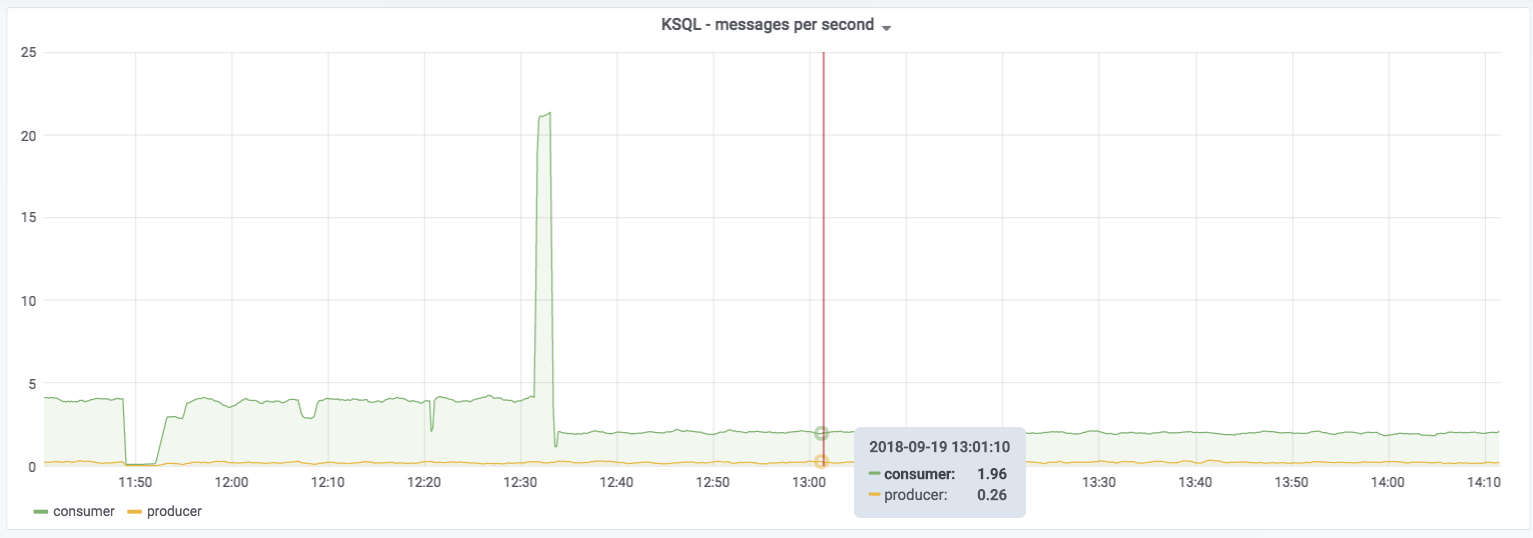 KSQL - messages per second
25
20
15
10
5
0
11:50 12:00 12:10 12:20 12:30 12:40 12:50 13:00 13:30 13:40 13:50 14:00 14:10
2018-09-19 13:01:10
consumer: 1.96
producer: 0.26
consumer producer